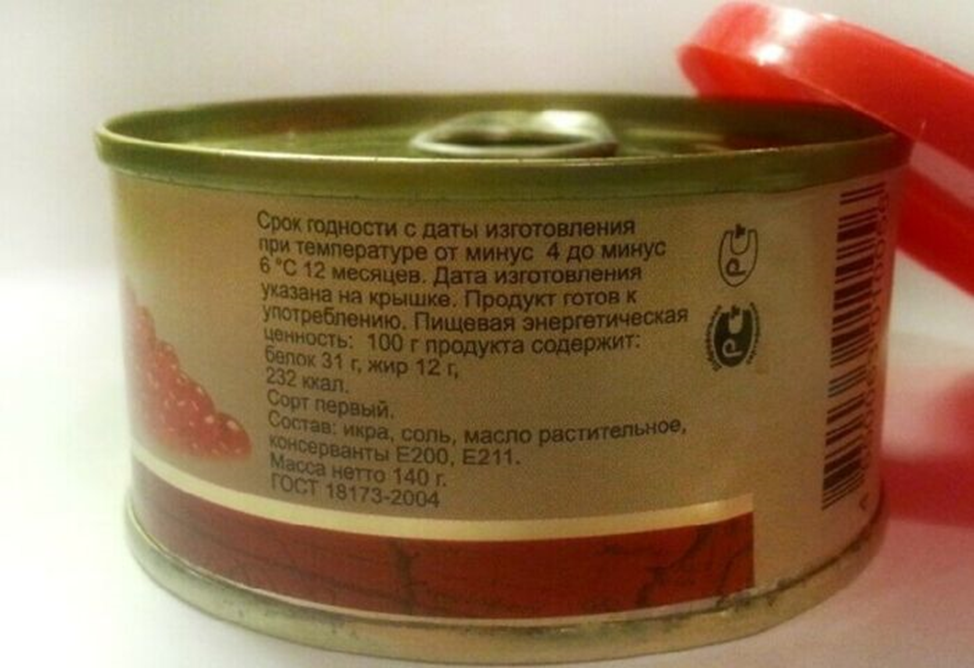 Срок годности с даты изготовления
при температуре от минус 4 до минус
6 °С 12 месяцев. Дата изготовления
указана на крышке. Продукт готов к
употреблению. Пищевая энергетическая
ценность: 100 г продукта содержит:
белок 31 г, жир 12 г,
232 ккал.
Сорт первый.
Состав: икра, соль, масло растительное,
консерванты Е200, Е211.
Масса нетто 140 г.
ГОСТ 18173-2004